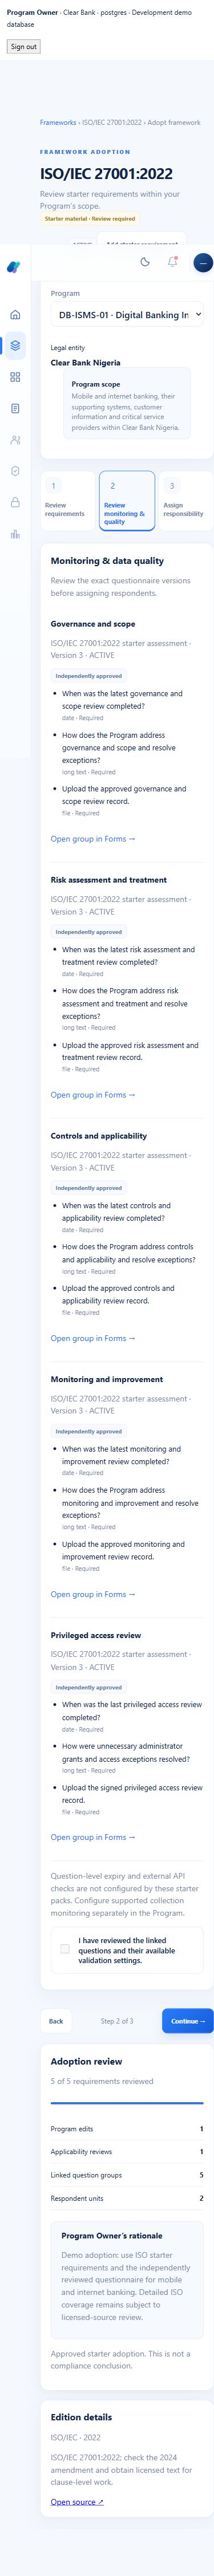 Program Owner · Clear Bank · postgres · Development demo
database
Sign out
Frameworks › ISO/IEC 27001:2022 › Adopt framework
FRAMEWORK ADOPTION
ISO/IEC 27001:2022
Review starter requirements within your
Program's scope.
Starter material · Review required
Program
DB-ISMS-01 · Digital Banking In
Legal entity
Clear Bank Nigeria
Program scope
Mobile and internet banking, their
supporting systems, customer
information and critical service
providers within Clear Bank Nigeria.
1
Review
requirements
2
Review
monitoring &
quality
3
Assign
responsibility
Monitoring & data quality
Review the exact questionnaire versions
before assigning respondents.
Governance and scope
ISO/IEC 27001:2022 starter assessment ·
Version 3 · ACTIVE
Independently approved
• When was the latest governance and
scope review completed?
date · Required
• How does the Program address
governance and scope and resolve
exceptions?
long text · Required
• Upload the approved governance and
scope review record.
file · Required
Open group in Forms →
Risk assessment and treatment
ISO/IEC 27001:2022 starter assessment ·
Version 3 · ACTIVE
Independently approved
• When was the latest risk assessment and
treatment review completed?
date · Required
• How does the Program address risk
assessment and treatment and resolve
exceptions?
long text · Required
• Upload the approved risk assessment and
treatment review record.
file · Required
Open group in Forms →
Controls and applicability
ISO/IEC 27001:2022 starter assessment ·
Version 3 · ACTIVE
Independently approved
• When was the latest controls and
applicability review completed?
date · Required
• How does the Program address controls
and applicability and resolve exceptions?
long text · Required
• Upload the approved controls and
applicability review record.
file · Required
Open group in Forms →
Monitoring and improvement
ISO/IEC 27001:2022 starter assessment ·
Version 3 · ACTIVE
Independently approved
• When was the latest monitoring and
improvement review completed?
date · Required
• How does the Program address
monitoring and improvement and resolve
exceptions?
long text · Required
• Upload the approved monitoring and
improvement review record.
file · Required
Open group in Forms →
Privileged access review
ISO/IEC 27001:2022 starter assessment ·
Version 3 · ACTIVE
Independently approved
• When was the last privileged access review
completed?
date · Required
• How were unnecessary administrator
grants and access exceptions resolved?
long text · Required
• Upload the signed privileged access review
record.
file · Required
Open group in Forms →
Question-level expiry and external API
checks are not configured by these starter
packs. Configure supported collection
monitoring separately in the Program.
I have reviewed the linked
questions and their available
validation settings.
Back
Step 2 of 3
Continue →
Adoption review
5 of 5 requirements reviewed
Program edits 1
Applicability reviews 1
Linked question groups 5
Respondent units 2
Program Owner's rationale
Demo adoption: use ISO starter
requirements and the independently
reviewed questionnaire for mobile
and internet banking. Detailed ISO
coverage remains subject to
licensed-source review.
Approved starter adoption. This is not a
compliance conclusion.
Edition details
ISO/IEC · 2022
ISO/IEC 27001:2022; check the 2024
amendment and obtain licensed text for
clause-level work.
Open source ↗